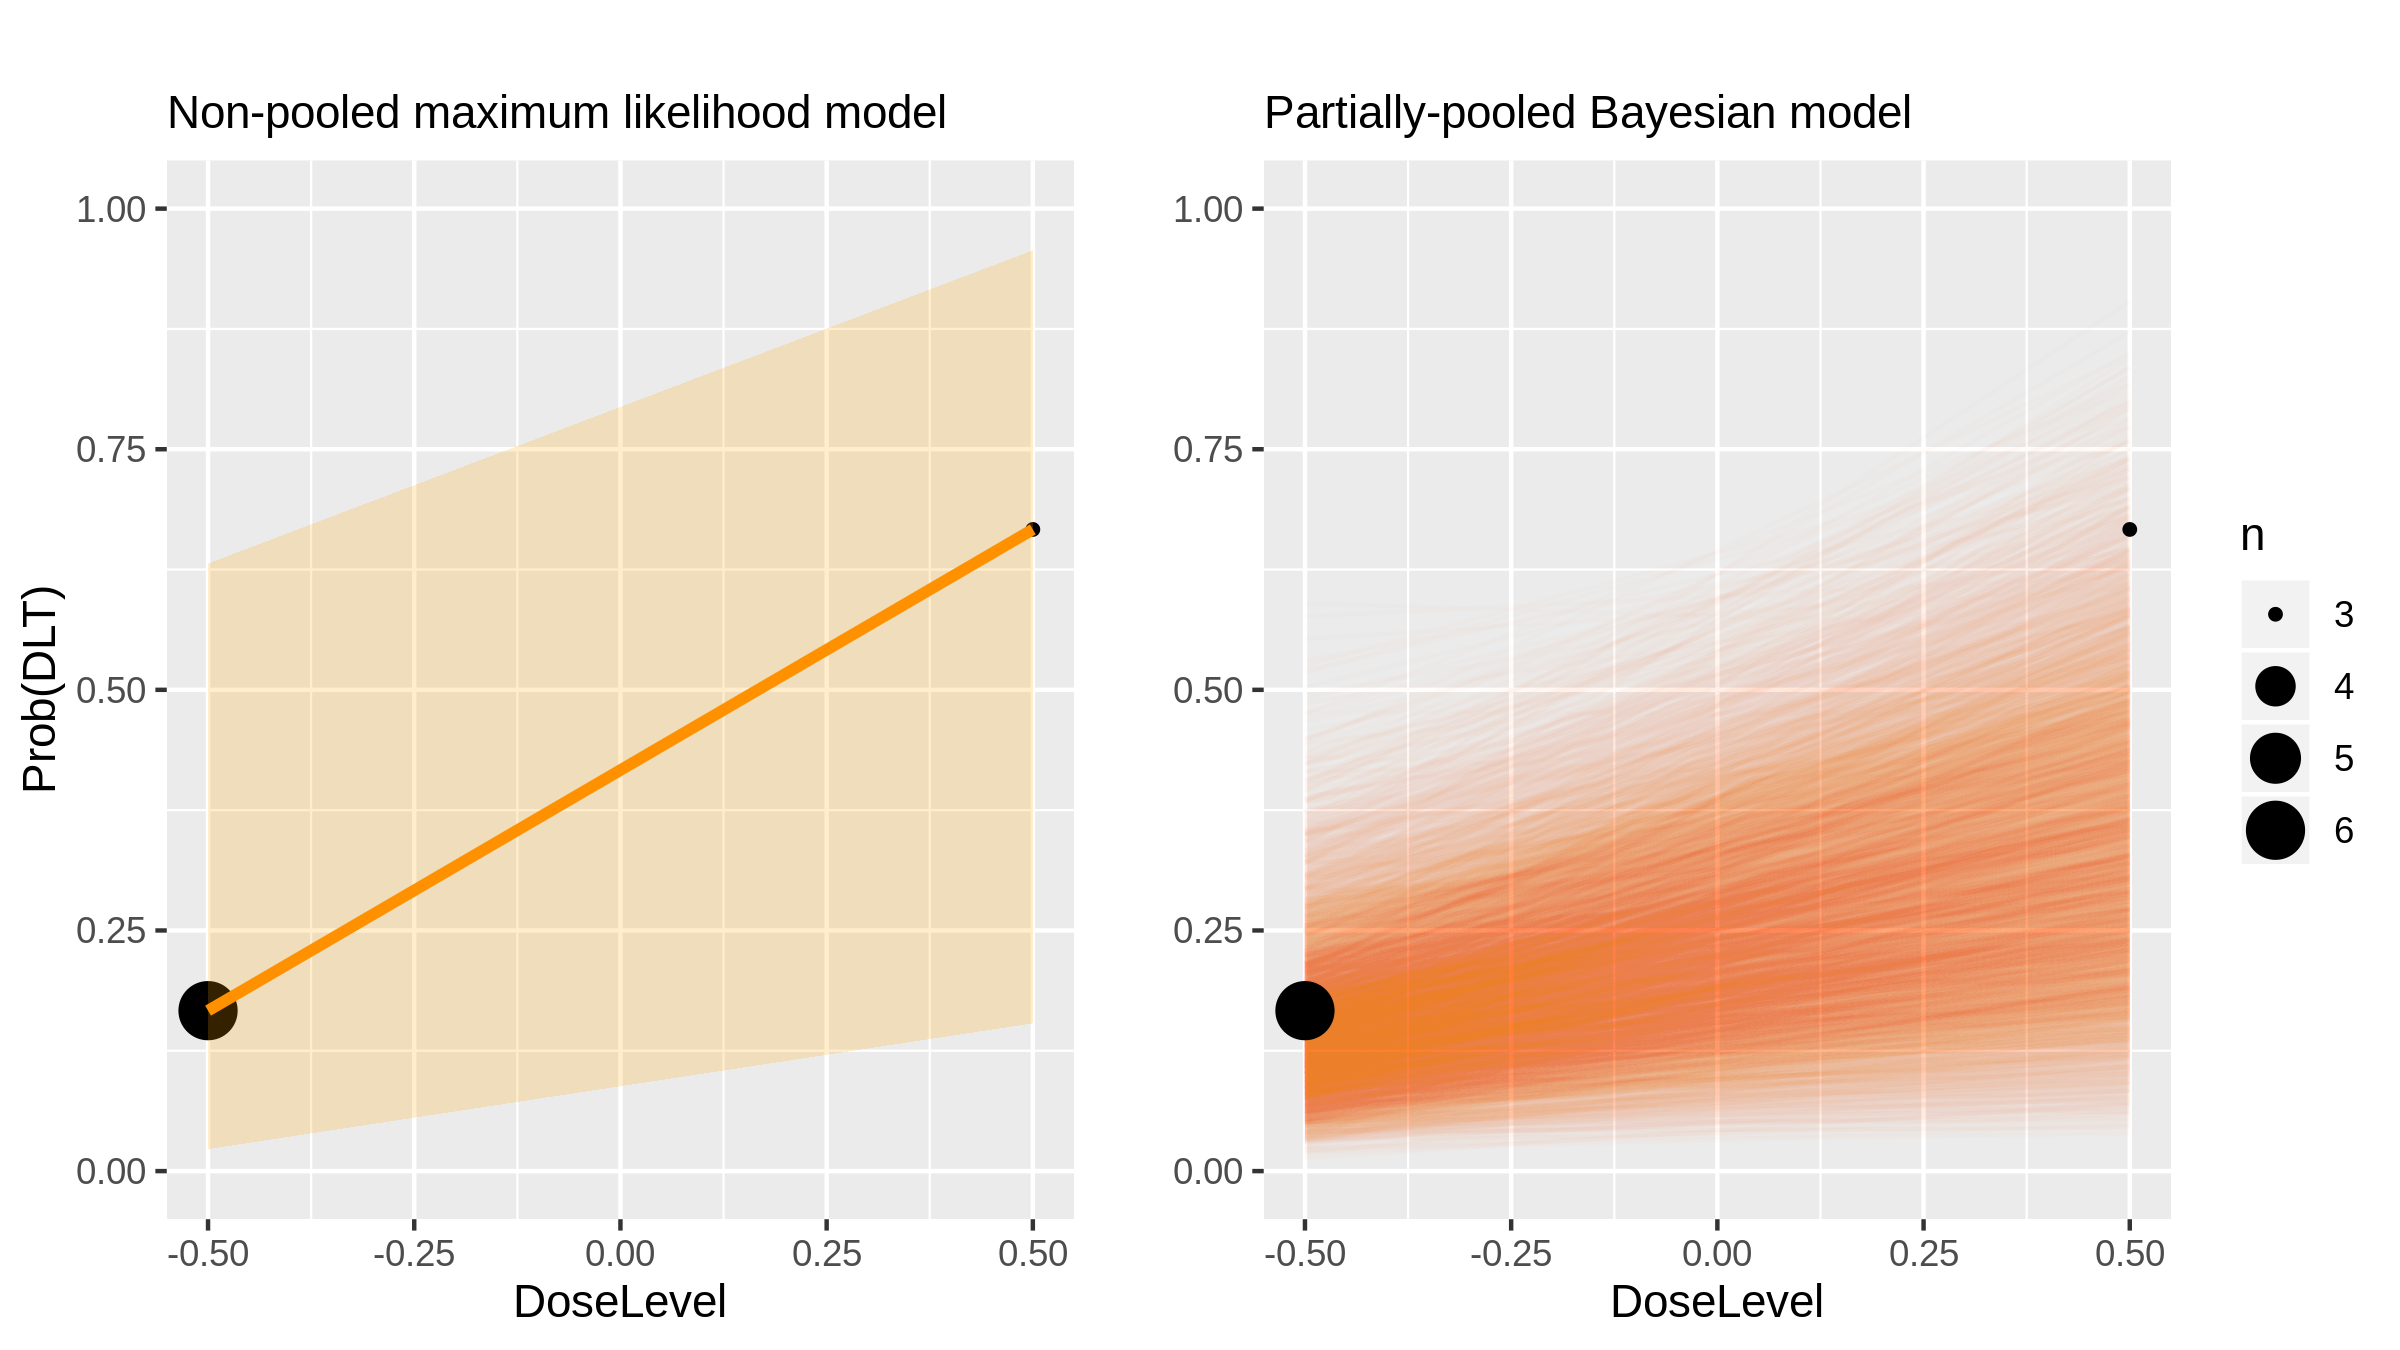 Non-pooled maximum likelihood model
Prob(DLT)
1.00
0.75
0.50
0.25
0.00
-0.50 -0.25 0.00 0.25 0.50
DoseLevel
Partially-pooled Bayesian model
1.00
0.75
0.50
0.25
0.00
-0.50 -0.25 0.00 0.25 0.50
DoseLevel
n
3
4
5
6